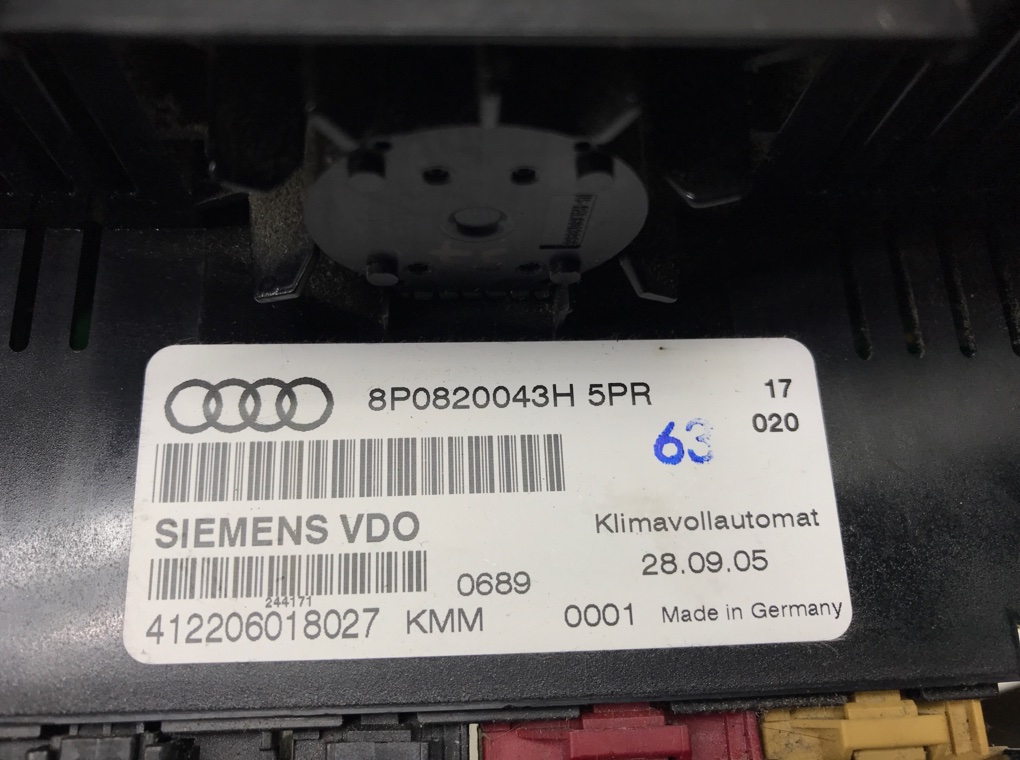 8P0820043H 5PR
17
020
63
SIEMENS VDO
Klimavollautomat
28.09.05
244171
0689
412206018027 KMM
0001 Made in Germany